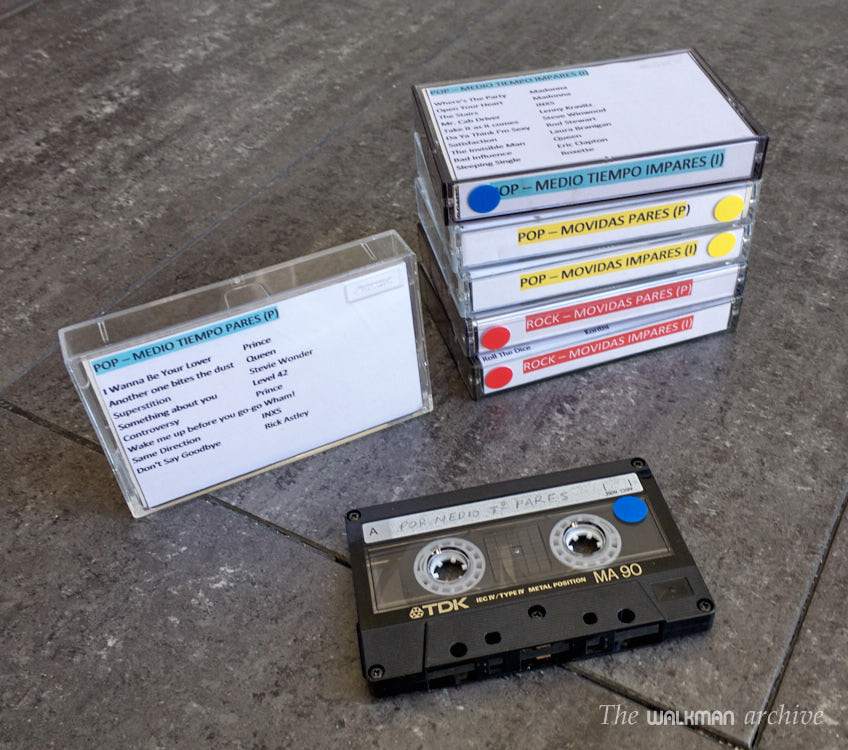 POP – MEDIO TIEMPO IMPARES (I)
Where's The Party Madonna
Open Your Heart Madonna
The Stairs INXS
Mr. Cab Driver Lenny Kravitz
Take it as it comes Steve Winwood
Da Ya Think I'm Sexy Rod Stewart
Satisfaction Laura Branigan
The Invisible Man Queen
Bad Influence Eric Clapton
Sleeping Single Roxette
OP – MEDIO TIEMPO IMPARES (I)
POP – MOVIDAS PARES (P)
POP – MOVIDAS IMPARES (I)
ROCK – MOVIDAS PARES (P)
Roll The Dice
ROCK – MOVIDAS IMPARES (I)
POP – MEDIO TIEMPO PARES (P)
I Wanna Be Your Lover Prince
Another one bites the dust Queen
Superstition Stevie Wonder
Something about you Level 42
Controversy Prince
Wake me up before you go-go Wham!
Same Direction INXS
Don't Say Goodbye Rick Astley
A POP MEDIO Tº PARES
TDK IEC IV/TYPE IV METAL POSITION MA 90
The WALKMAN archive